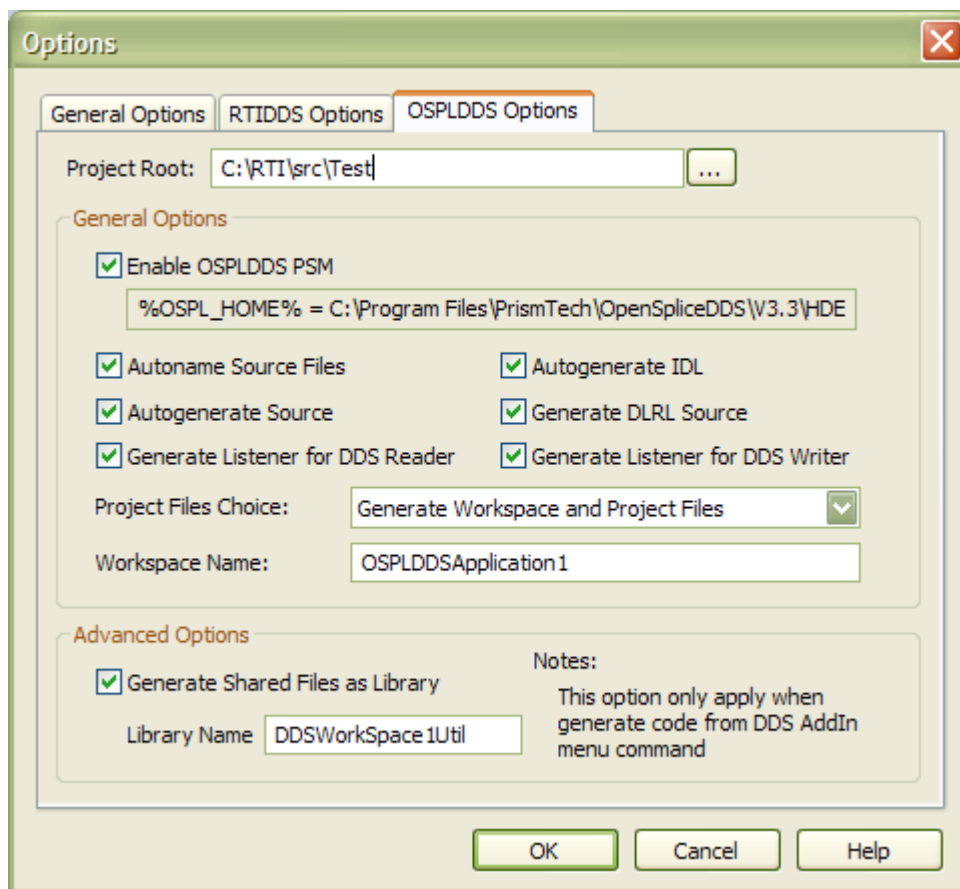 Options
General Options RTIDDS Options OSPLDDS Options
Project Root: C:\RTI\src\Test ...
General Options
Enable OSPLDDS PSM
%OSPL_HOME% = C:\Program Files\PrismTech\OpenSpliceDDS\V3.3\HDE
Autoname Source Files Autogenerate IDL
Autogenerate Source Generate DLRL Source
Generate Listener for DDS Reader Generate Listener for DDS Writer
Project Files Choice: Generate Workspace and Project Files
Workspace Name: OSPLDDSApplication1
Advanced Options
Generate Shared Files as Library
Library Name DDSWorkSpace1Util
Notes:
This option only apply when
generate code from DDS AddIn
menu command
OK Cancel Help